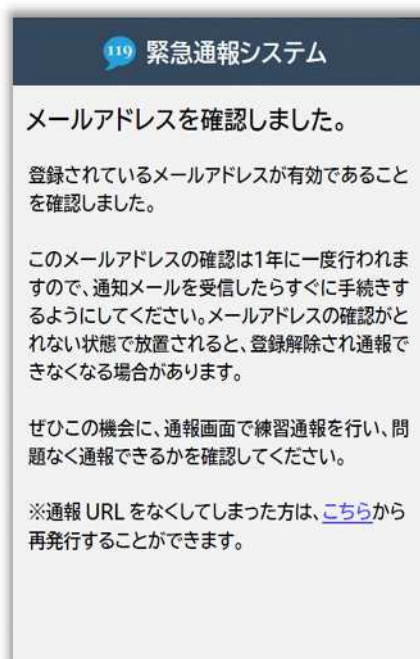 119 緊急通報システム
メールアドレスを確認しました。
登録されているメールアドレスが有効であること
を確認しました。
このメールアドレスの確認は1年に一度行われま
すので、通知メールを受信したらすぐに手続きす
るようにしてください。メールアドレスの確認がと
れない状態で放置されると、登録解除され通報で
きなくなる場合があります。
ぜひこの機会に、通報画面で練習通報を行い、問
題なく通報できるかを確認してください。
※通報 URL をなくしてしまった方は、こちらから
再発行することができます。